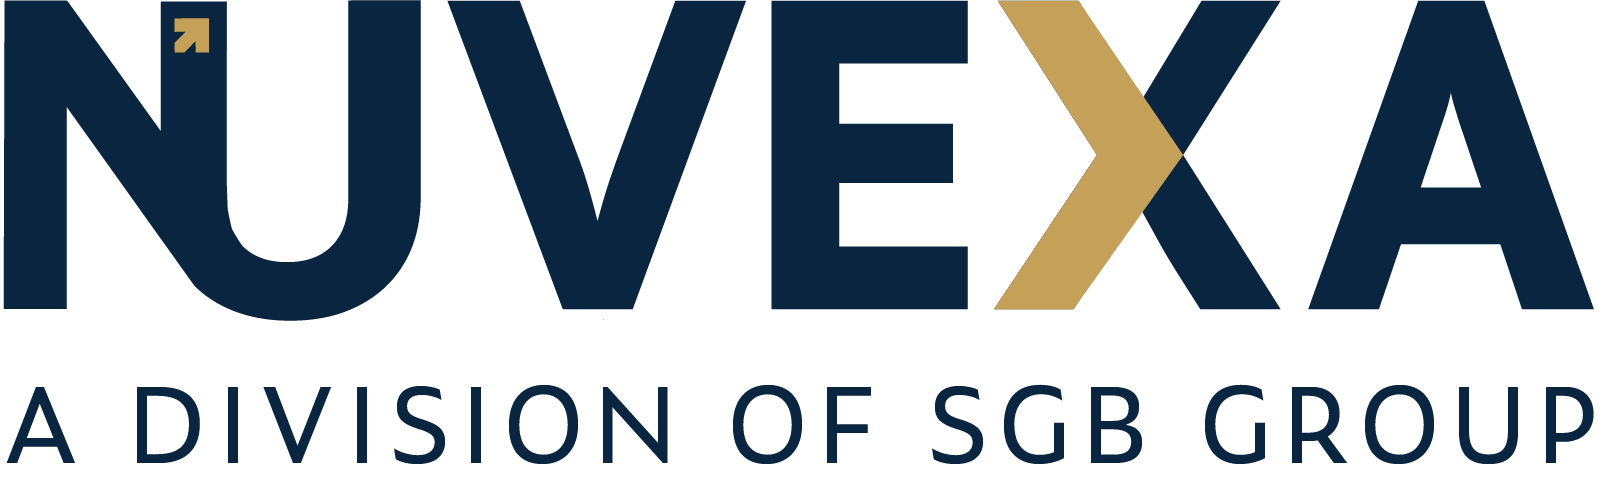 NUVEXA
A DIVISION OF SGB GROUP